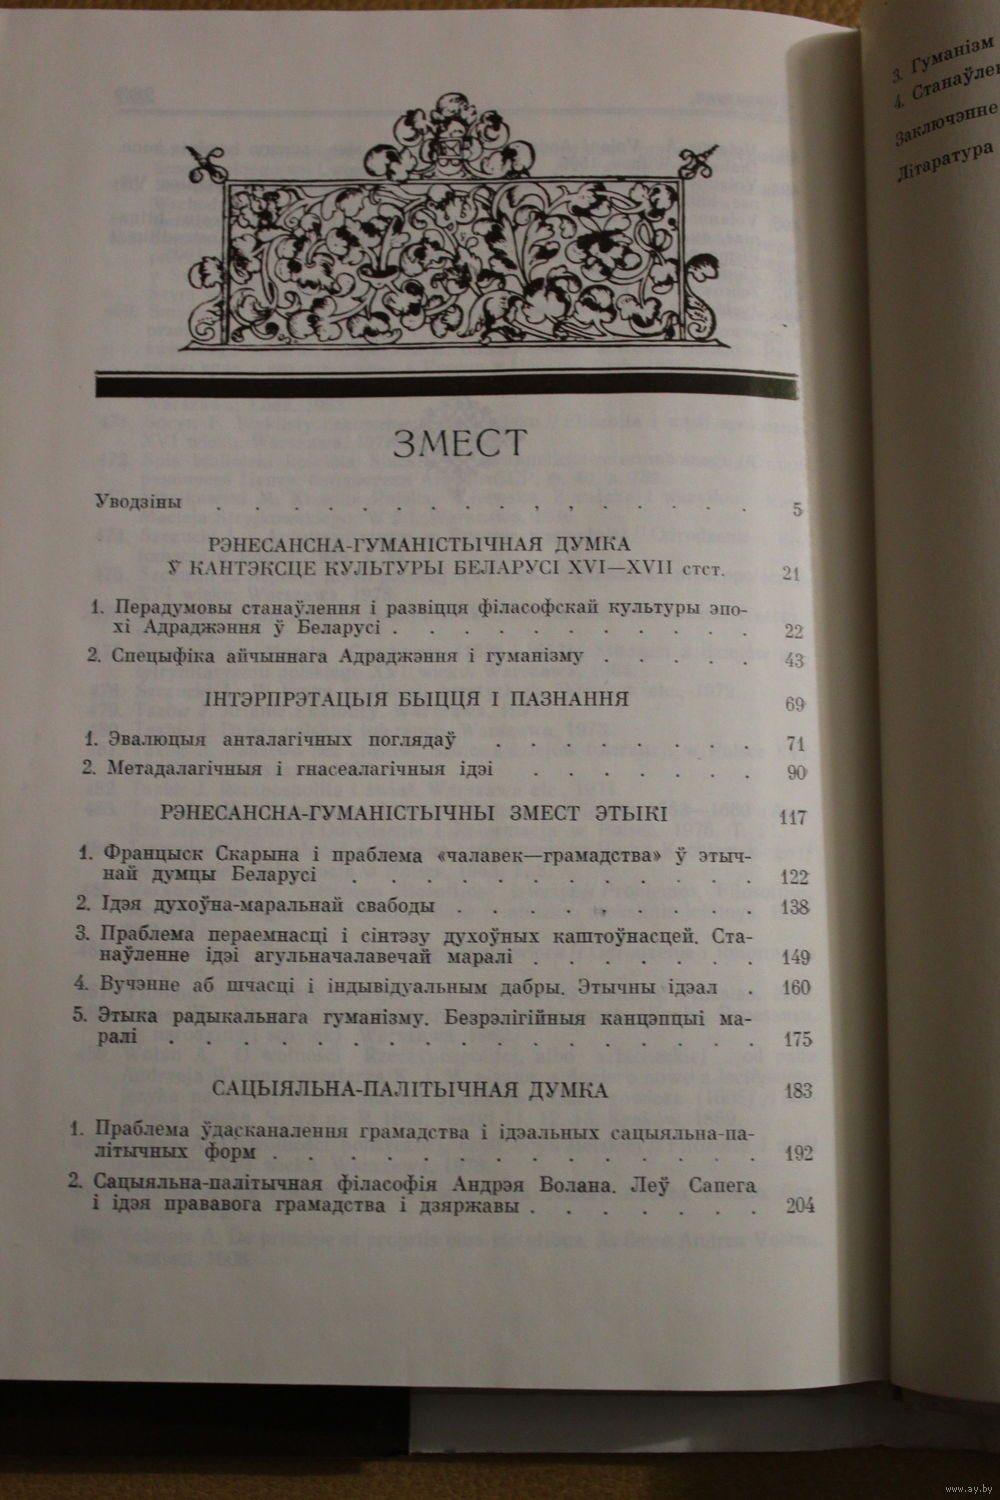 ЗМЕСТ
Уводзіны . . . . . . . . . . . . . 5
РЭНЕСАНСНА-ГУМАНІСТЫЧНАЯ ДУМКА
Ў КАНТЭКСЦЕ КУЛЬТУРЫ БЕЛАРУСІ XVI—XVII стст. 21
1. Перадумовы станаўлення і развіцця філасофскай культуры эпо-
хі Адраджэння ў Беларусі . . . . . . . . . . 22
2. Спецыфіка айчыннага Адраджэння і гуманізму . . . . . 43
ІНТЭРПРЭТАЦЫЯ БЫЦЦЯ І ПАЗНАННЯ 69
1. Эвалюцыя анталагічных поглядаў . . . . . . . . 71
2. Метадалагічныя і гнасеалагічныя ідэі . . . . . . . 90
РЭНЕСАНСНА-ГУМАНІСТЫЧНЫ ЗМЕСТ ЭТЫКІ 117
1. Францыск Скарына і праблема «чалавек—грамадства» ў этыч-
най думцы Беларусі . . . . . . . . . . . . 122
2. Ідэя духоўна-маральнай свабоды . . . . . . . . . 138
3. Праблема пераемнасці і сінтэзу духоўных каштоўнасцей. Ста-
наўленне ідэі агульначалавечай маралі . . . . . . . 149
4. Вучэнне аб шчасці і індывідуальным дабры. Этычны ідэал . 160
5. Этыка радыкальнага гуманізму. Безрэлігійныя канцэпцыі ма-
ралі . . . . . . . . . . . . . . . 175
САЦЫЯЛЬНА-ПАЛІТЫЧНАЯ ДУМКА 183
1. Праблема ўдасканалення грамадства і ідэальных сацыяльна-па-
літычных форм . . . . . . . . . . . . . 192
2. Сацыяльна-палітычная філасофія Андрэя Волана. Леў Сапега
і ідэя прававога грамадства і дзяржавы . . . . . . . 204
3. Гуманізм
4.
Заключэнне
Літаратура
www.ay.by